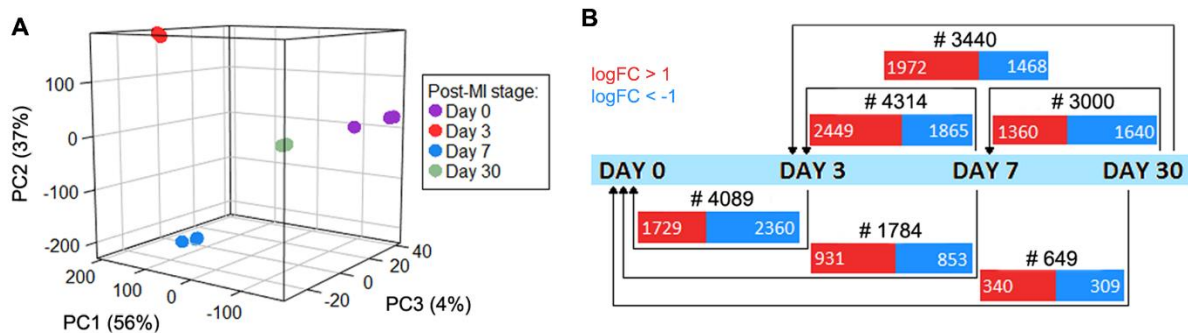 A
100
0
-100
-200
PC2 (37%)
200
100
0
-100
PC1 (56%)
40
20
0
-20
PC3 (4%)
Post-MI stage:
Day 0
Day 3
Day 7
Day 30
B
logFC > 1
logFC < -1
# 3440
1972 1468
# 4314
2449 1865
# 3000
1360 1640
DAY 0 DAY 3 DAY 7 DAY 30
# 4089
1729 2360
# 1784
931 853
# 649
340 309